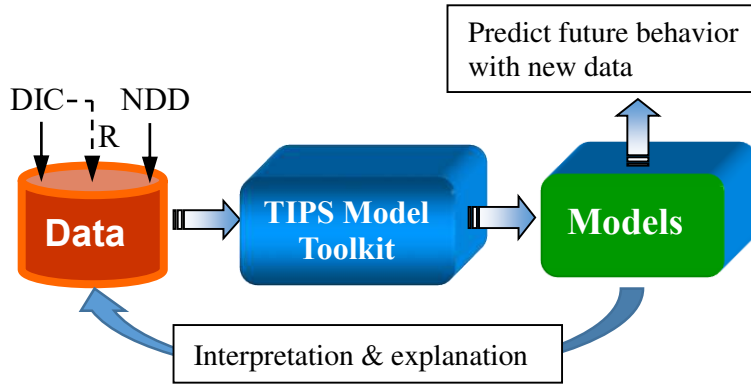 Predict future behavior
with new data
DIC
NDD
R
Data
TIPS Model
Toolkit
Models
Interpretation & explanation